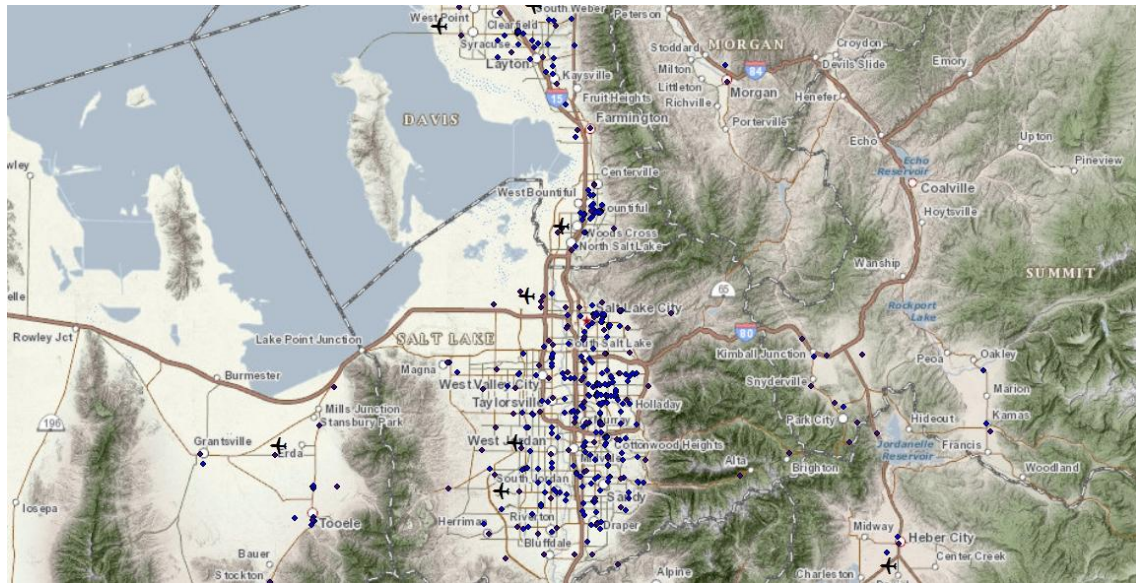 South Weber
West Point
Clearfield
Peterson
Syracuse
Layton
Stoddard
MORGAN
Croydon
Devils Slide
84
Milton
Emory
Kaysville
Littleton
Morgan
15
Fruit Heights
Richville
Henefer
DAVIS
Farmington
Porterville
Echo
Upton
Echo
Reservoir
Pineview
Centerville
Coalville
West Bountiful
Hoytsville
Woods Cross
North Salt Lake
Wanship
SUMMIT
65
Rockport
Lake
Salt Lake City
Rowley Jct
Lake Point Junction
SALT LAKE
80
South Salt Lake
Kimball Junction
Peoa
Oakley
Magna
Burmester
West Valley City
Snyderville
Marion
Taylorsville
Holladay
Mills Junction
Stansbury Park
Park City
Hideout
Kamas
196
Grantsville
West Jordan
Cottonwood Heights
Jordanelle
Reservoir
Francis
Erda
Alta
Brighton
Woodland
South Jordan
Sandy
Iosepa
Tooele
Herriman
Riverton
Draper
Midway
Heber City
Bluffdale
Bauer
Center Creek
Stockton
Alpine
Charleston